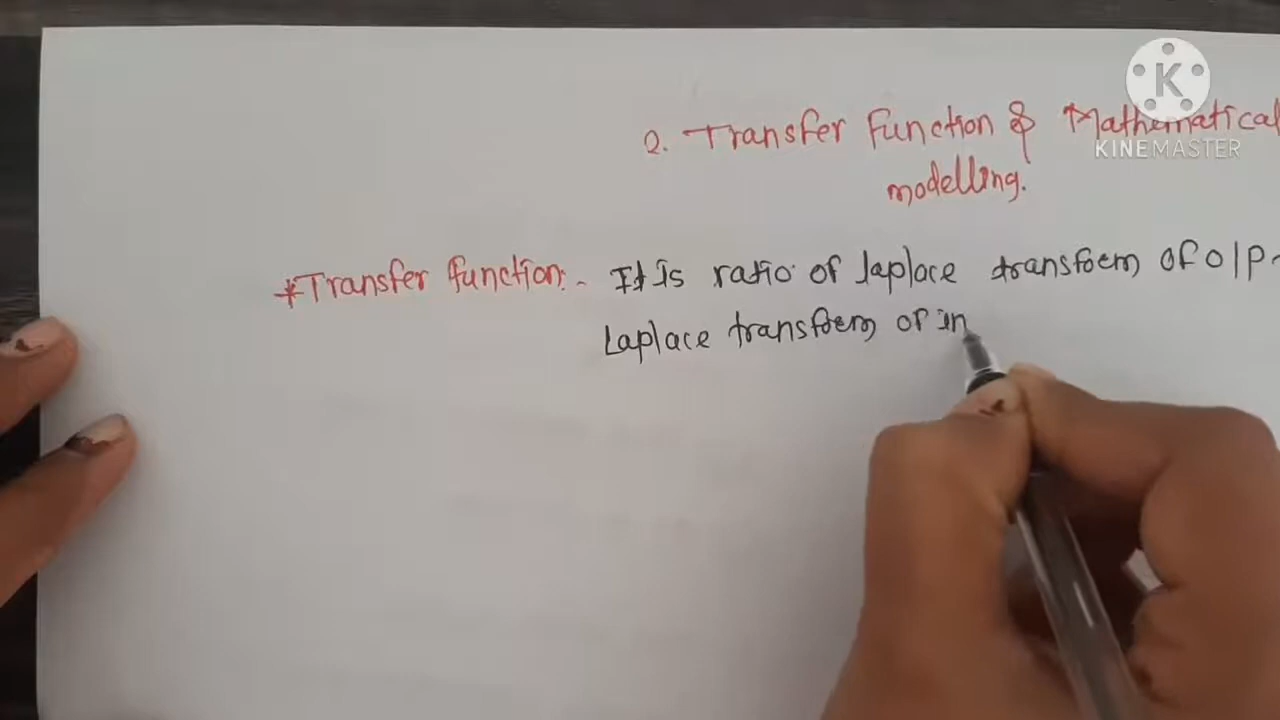 K
KINEMASTER
2. Transfer function & Mathematical
modelling.
*Transfer function:- It is ratio of laplace transform of o/p
Laplace transform of in